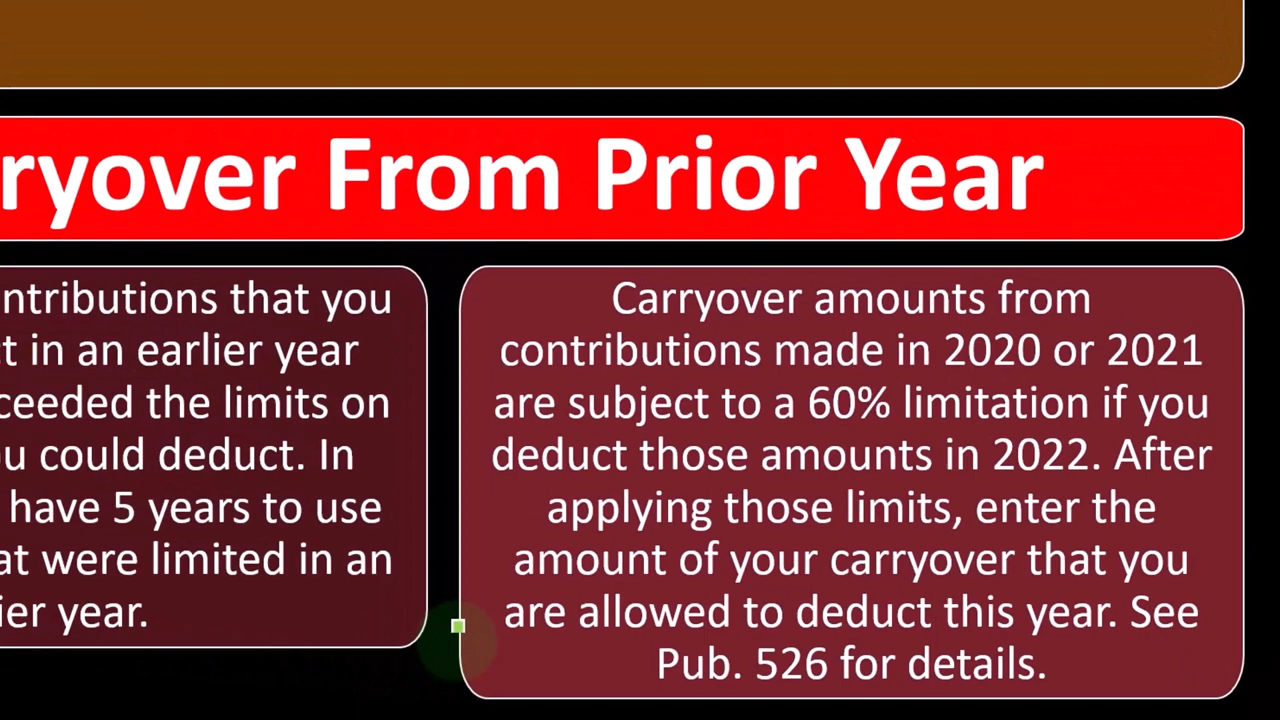 ryover From Prior Year
ntributions that you
t in an earlier year
ceeded the limits on
u could deduct. In
have 5 years to use
at were limited in an
ier year.
Carryover amounts from
contributions made in 2020 or 2021
are subject to a 60% limitation if you
deduct those amounts in 2022. After
applying those limits, enter the
amount of your carryover that you
are allowed to deduct this year. See
Pub. 526 for details.